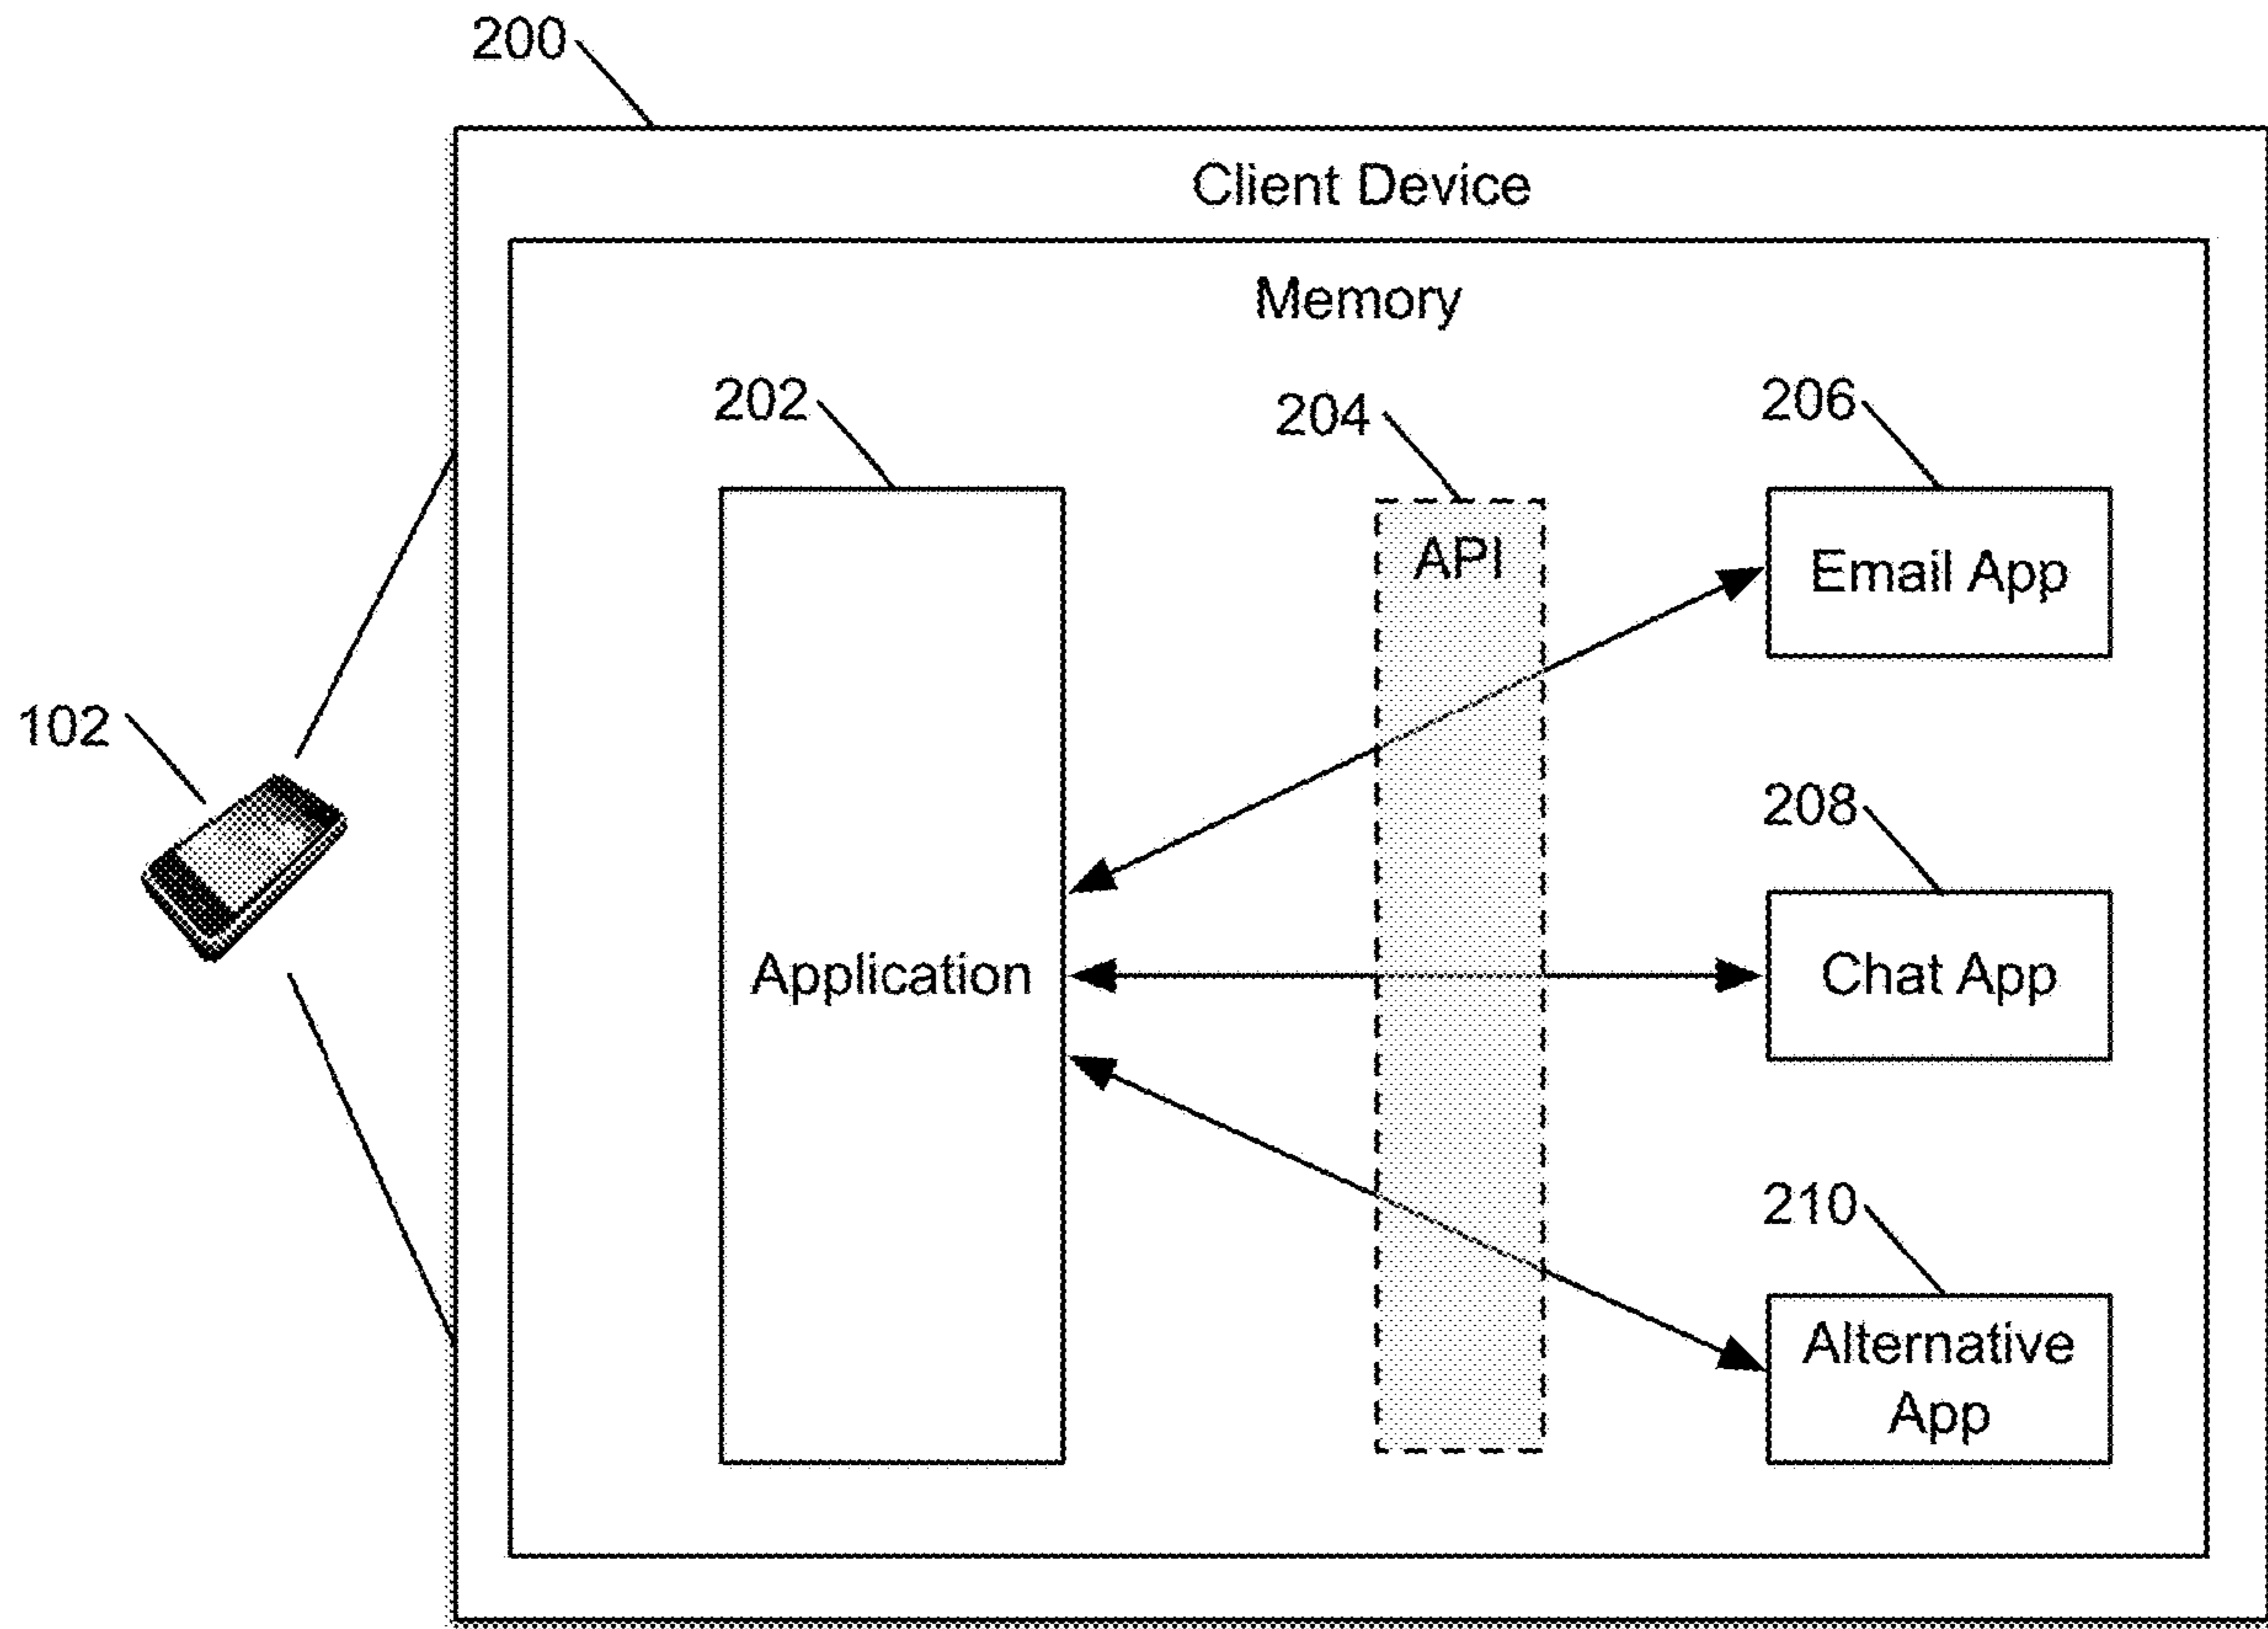 200
Client Device
Memory
202
204
206
API
Email App
102
208
Application
Chat App
210
Alternative
App